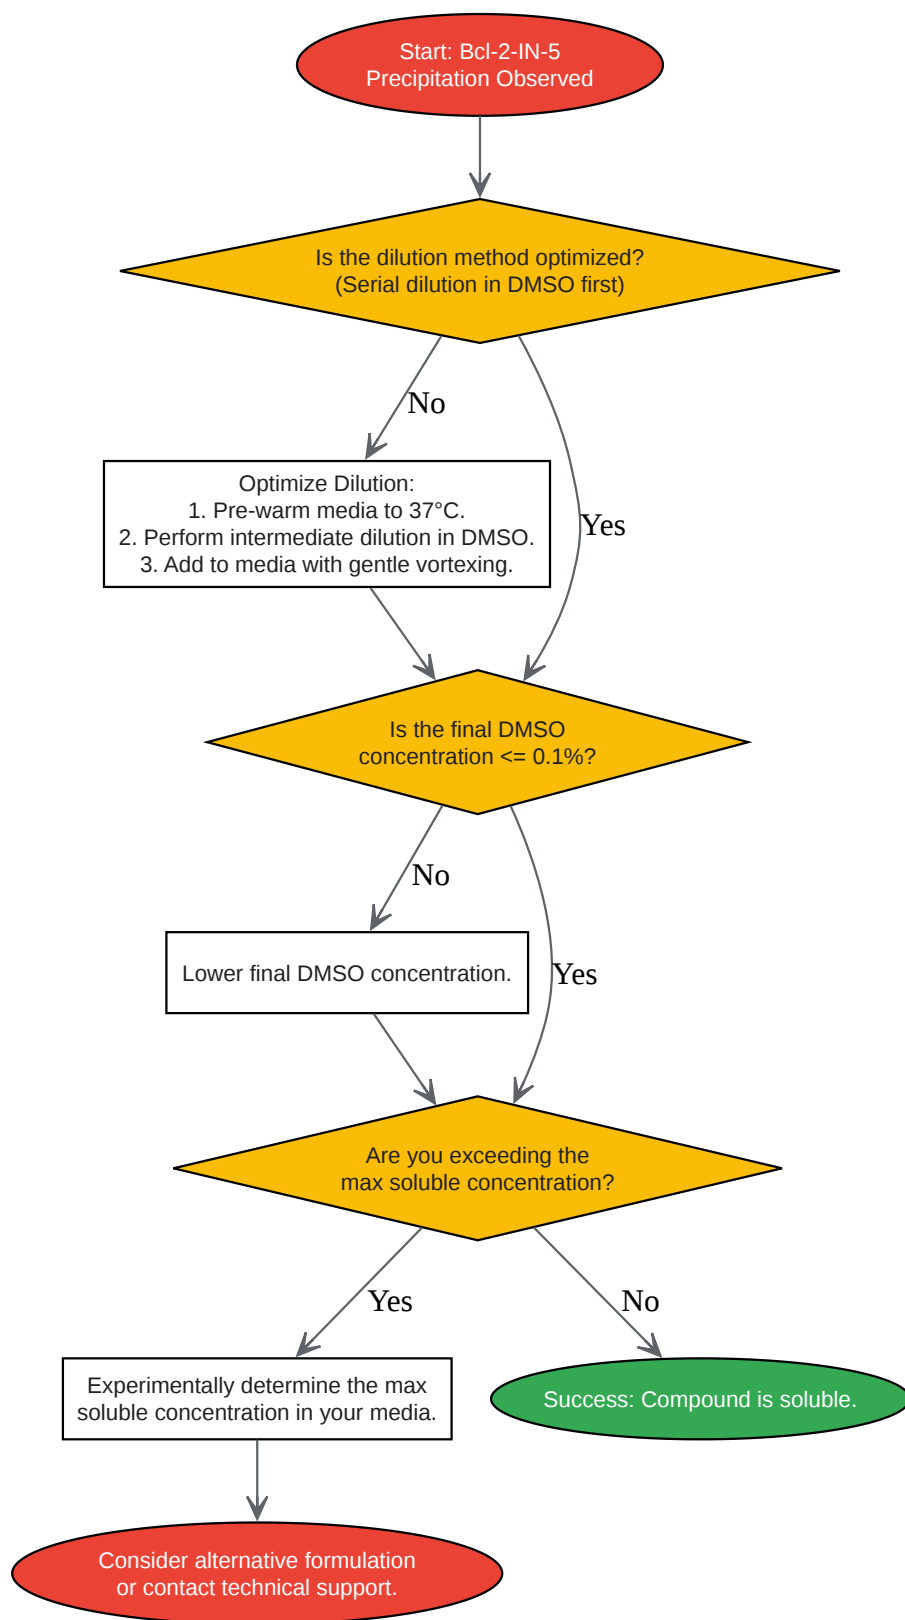 Start: Bcl-2-IN-5
Precipitation Observed
Is the dilution method optimized?
(Serial dilution in DMSO first)
No
Optimize Dilution:
1. Pre-warm media to 37°C.
2. Perform intermediate dilution in DMSO.
3. Add to media with gentle vortexing.
Yes
Is the final DMSO
concentration <= 0.1%?
No
Lower final DMSO concentration.
Yes
Are you exceeding the
max soluble concentration?
Yes
No
Experimentally determine the max
soluble concentration in your media.
Success: Compound is soluble.
Consider alternative formulation
or contact technical support.